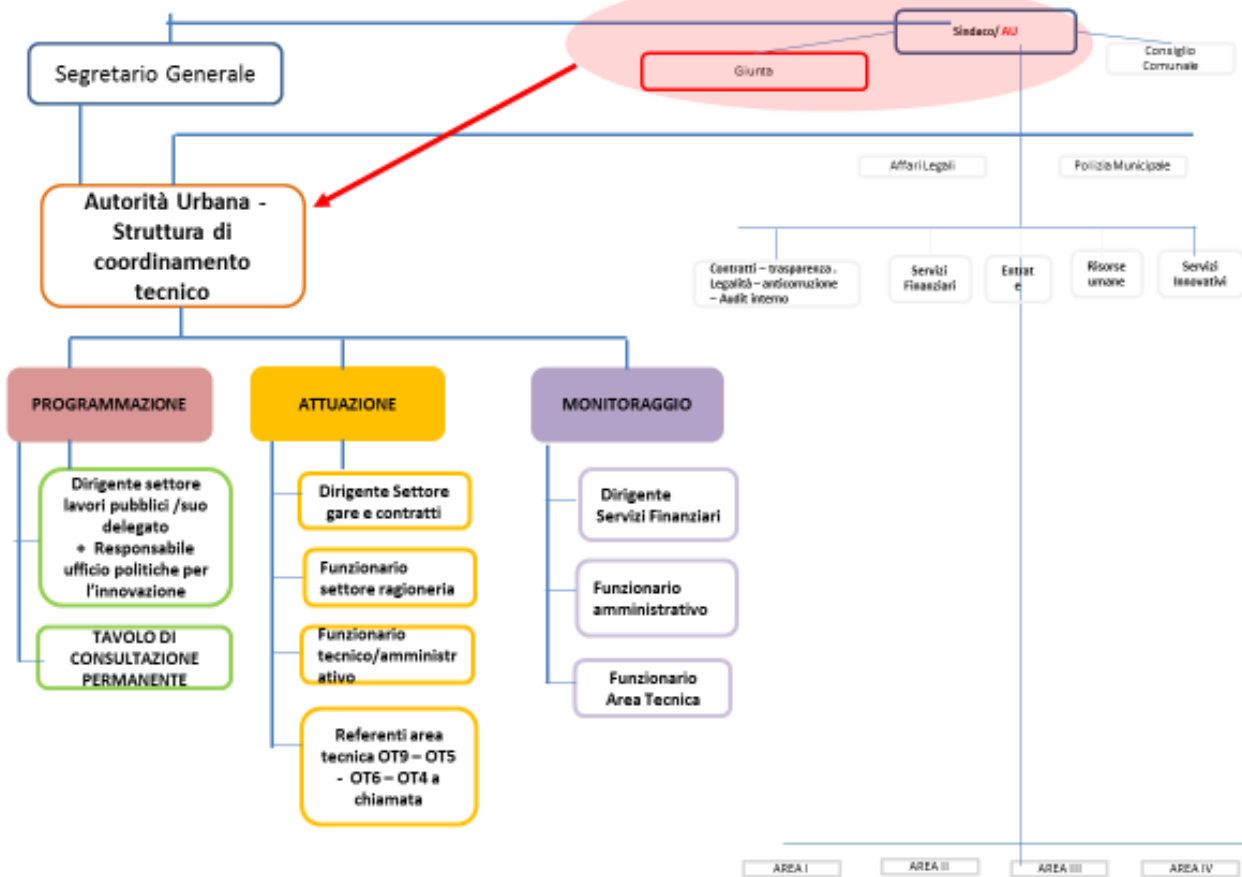 Sindaco/ AU
Segretario Generale
Giunta
Consiglio
Comunale
Affari Legali
Polizia Municipale
Autorità Urbana -
Struttura di
coordinamento
tecnico
Contratti – trasparenza .
Legalità – anticorruzione
– Audit interno
Servizi
Finanziari
Entrat
e
Risorse
umane
Servizi
Innovativi
PROGRAMMAZIONE
ATTUAZIONE
MONITORAGGIO
Dirigente settore
lavori pubblici /suo
delegato
+ Responsabile
ufficio politiche per
l'innovazione
TAVOLO DI
CONSULTAZIONE
PERMANENTE
Dirigente Settore
gare e contratti
Funzionario
settore ragioneria
Funzionario
tecnico/amministr
ativo
Referenti area
tecnica OT9 – OT5
- OT6 – OT4 a
chiamata
Dirigente
Servizi Finanziari
Funzionario
amministrativo
Funzionario
Area Tecnica
AREA I
AREA II
AREA III
AREA IV